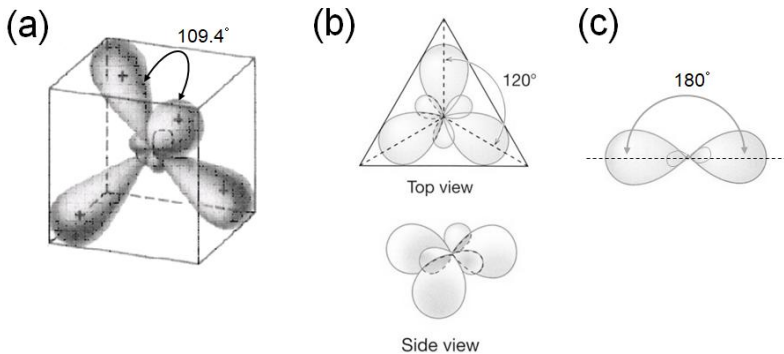 (a)
109.4°
+
+
+
+
(b)
120°
Top view
Side view
(c)
180°